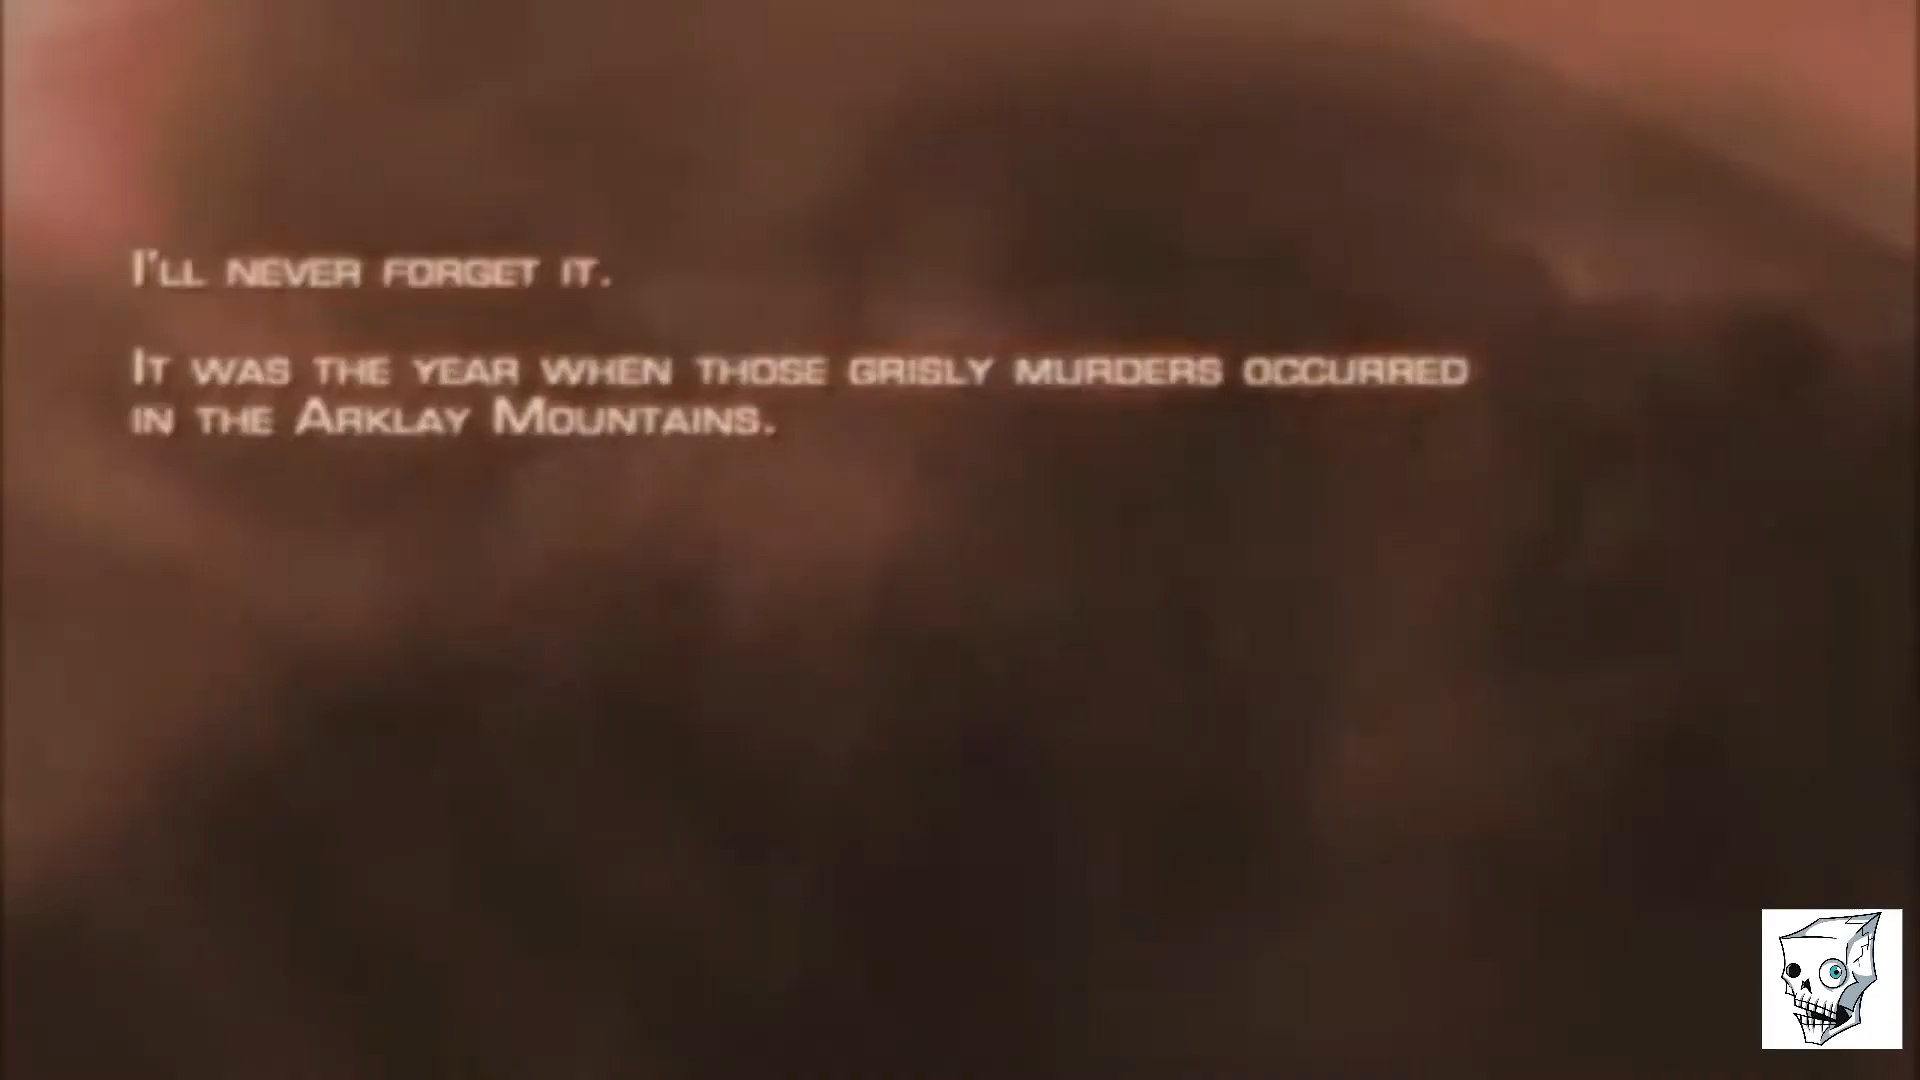 I'LL NEVER FORGET IT.
IT WAS THE YEAR WHEN THOSE GRISLY MURDERS OCCURRED
IN THE ARKLAY MOUNTAINS.